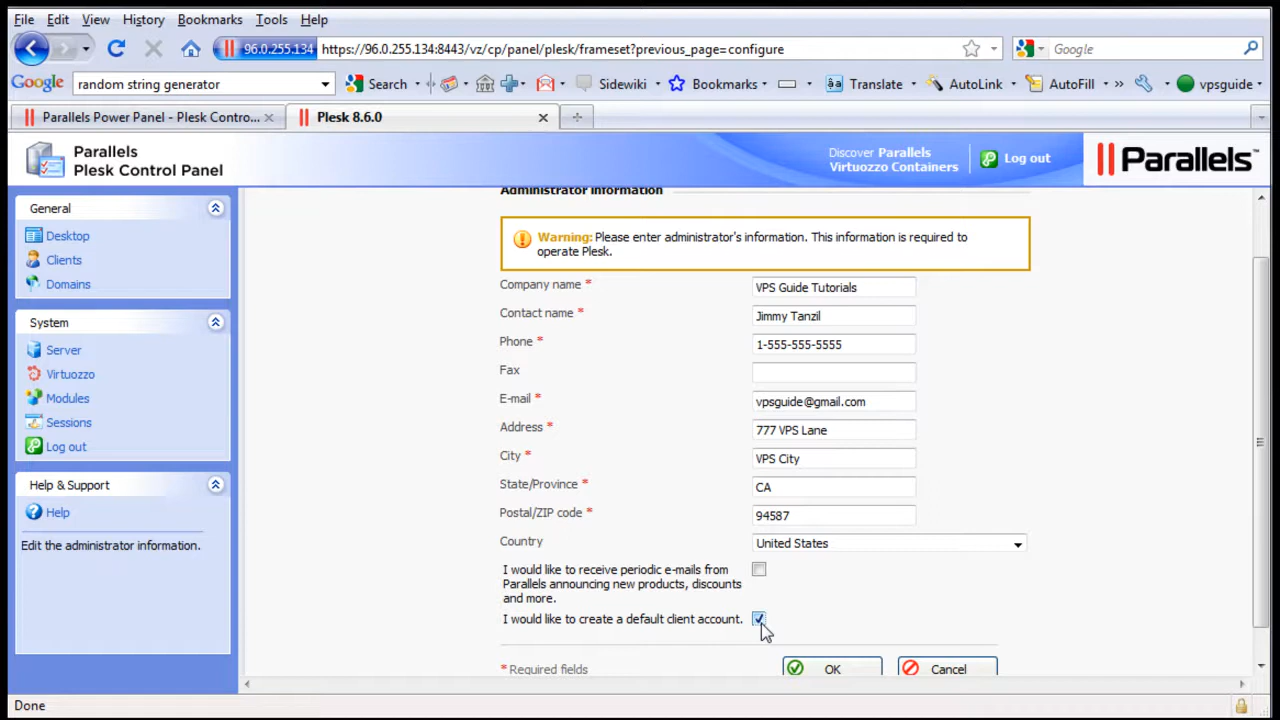 File Edit View History Bookmarks Tools Help
96.0.255.134 https://96.0.255.134:8443/vz/cp/panel/plesk/frameset?previous_page=configure Google
Google random string generator Search Sidewiki Bookmarks Translate AutoLink AutoFill » vpsguide
Parallels Power Panel - Plesk Contro... Plesk 8.6.0
Parallels
Plesk Control Panel
Discover Parallels
Virtuozzo Containers
Log out
Parallels™
General
Desktop
Clients
Domains
System
Server
Virtuozzo
Modules
Sessions
Log out
Help & Support
Help
Edit the administrator information.
Administrator information
Warning: Please enter administrator's information. This information is required to
operate Plesk.
Company name * VPS Guide Tutorials
Contact name * Jimmy Tanzil
Phone * 1-555-555-5555
Fax
E-mail * vpsguide@gmail.com
Address * 777 VPS Lane
City * VPS City
State/Province * CA
Postal/ZIP code * 94587
Country United States
I would like to receive periodic e-mails from
Parallels announcing new products, discounts
and more.
I would like to create a default client account.
* Required fields OK Cancel
Done